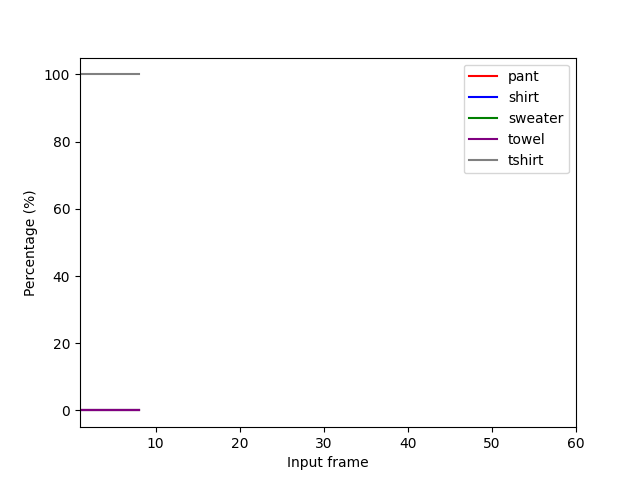 100
80
60
40
20
0
Percentage (%)
pant
shirt
sweater
towel
tshirt
10 20 30 40 50 60
Input frame